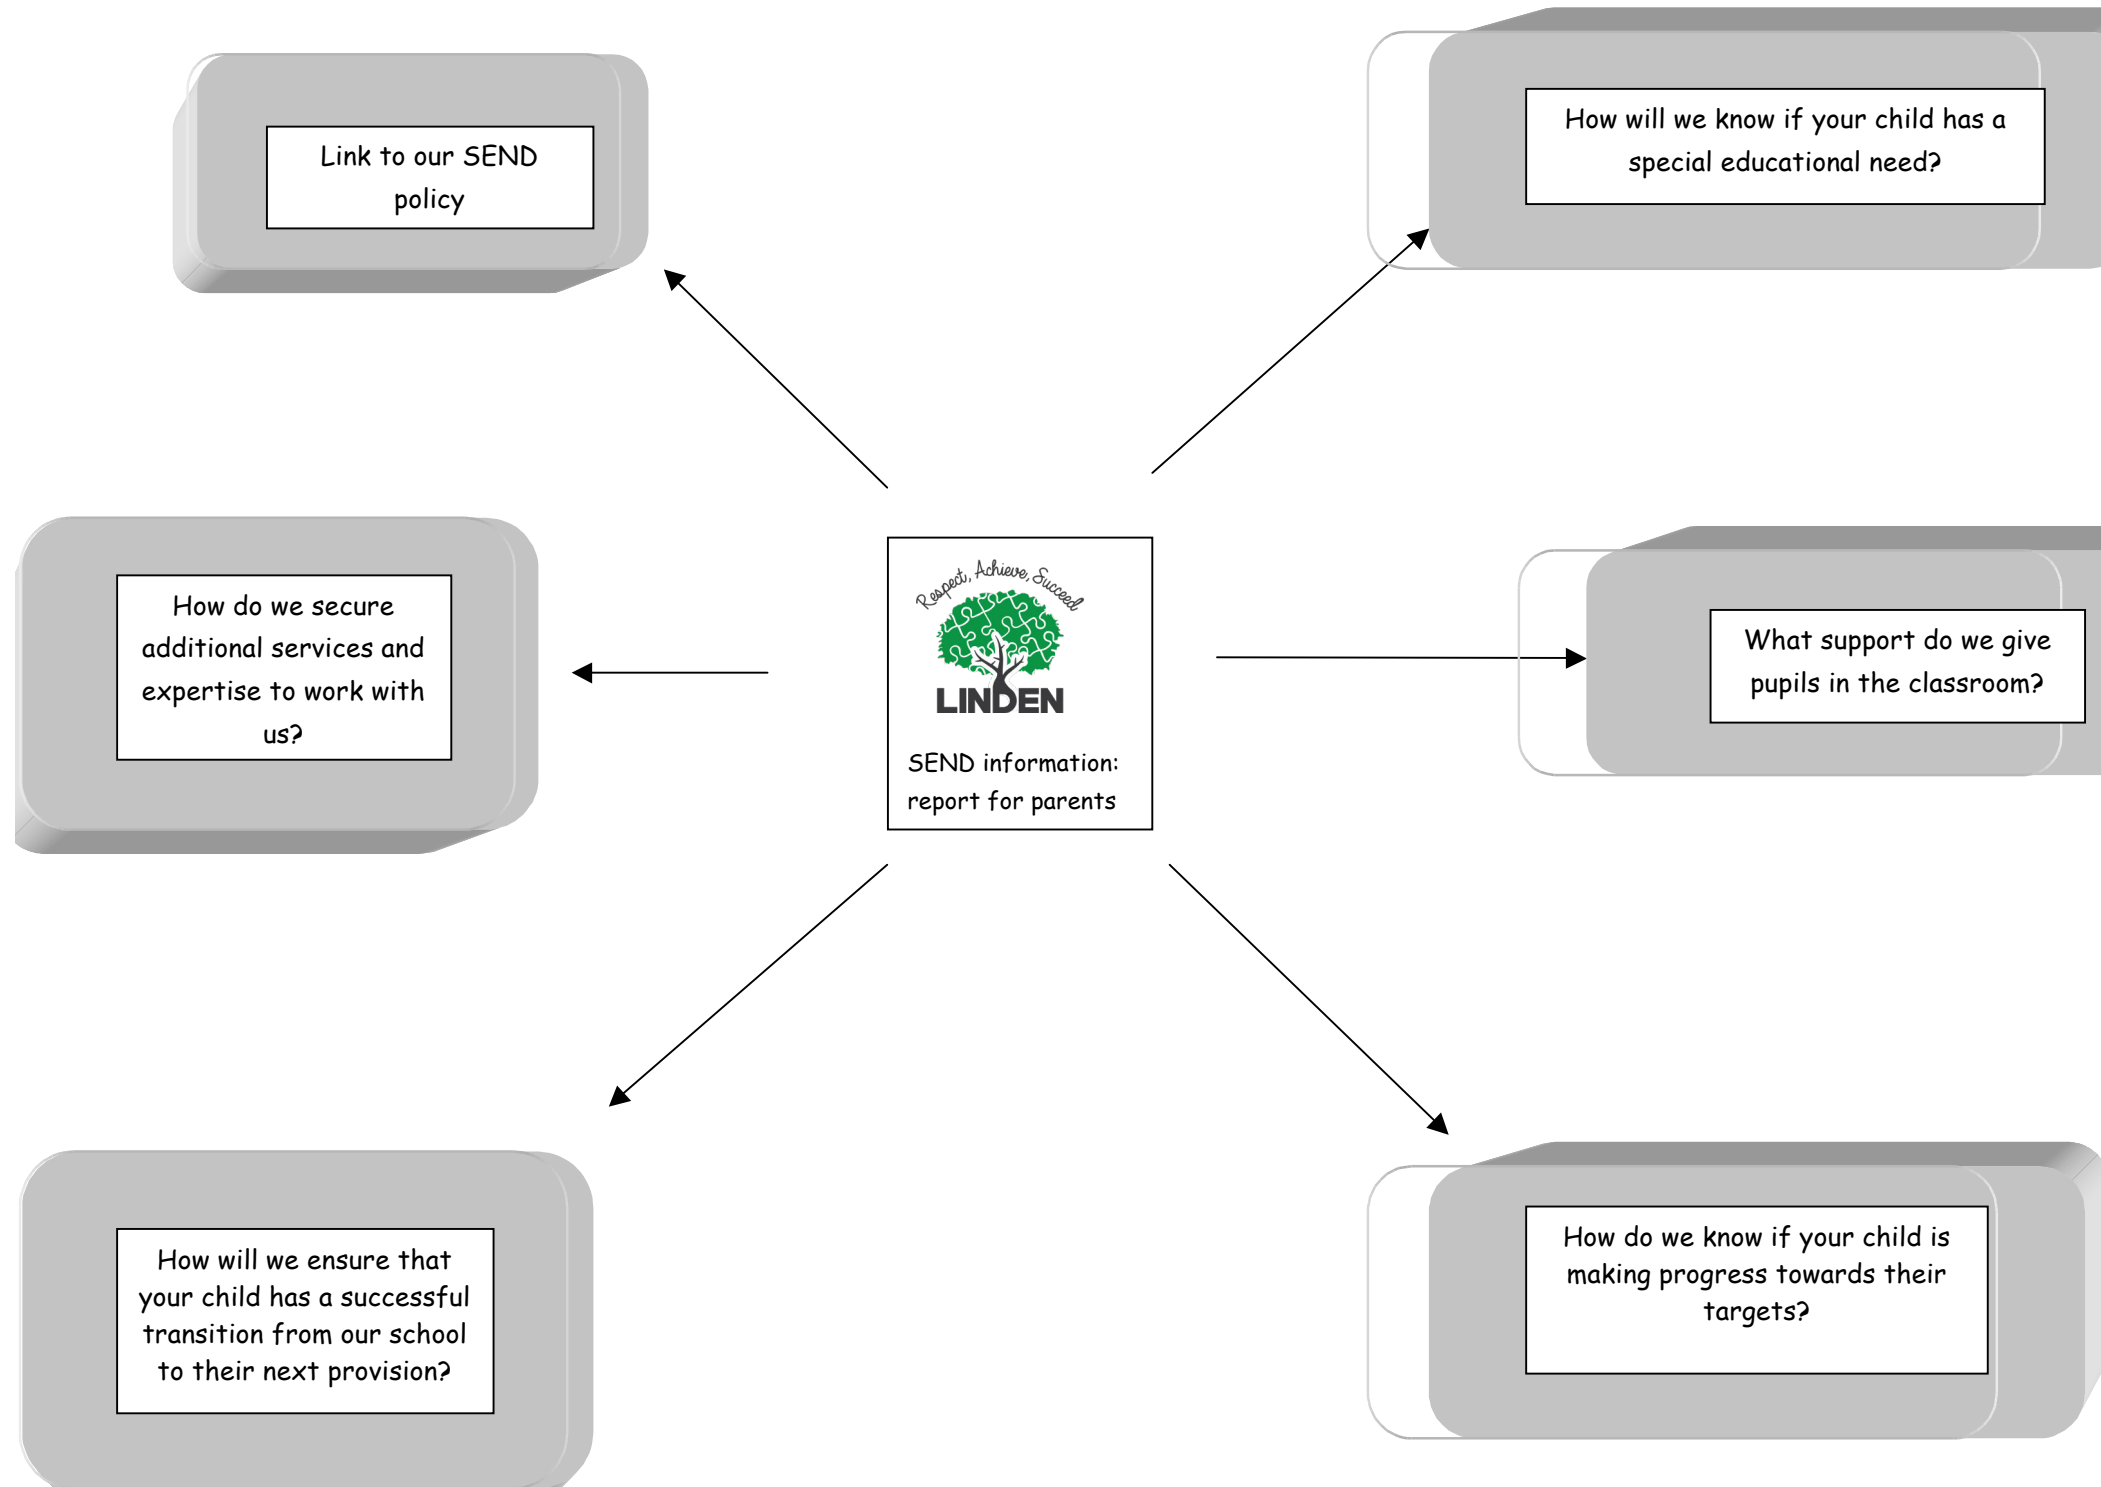 Link to our SEND
policy
How will we know if your child has a
special educational need?
How do we secure
additional services and
expertise to work with
us?
Respect, Achieve, Succeed
LINDEN
SEND information:
report for parents
What support do we give
pupils in the classroom?
How will we ensure that
your child has a successful
transition from our school
to their next provision?
How do we know if your child is
making progress towards their
targets?